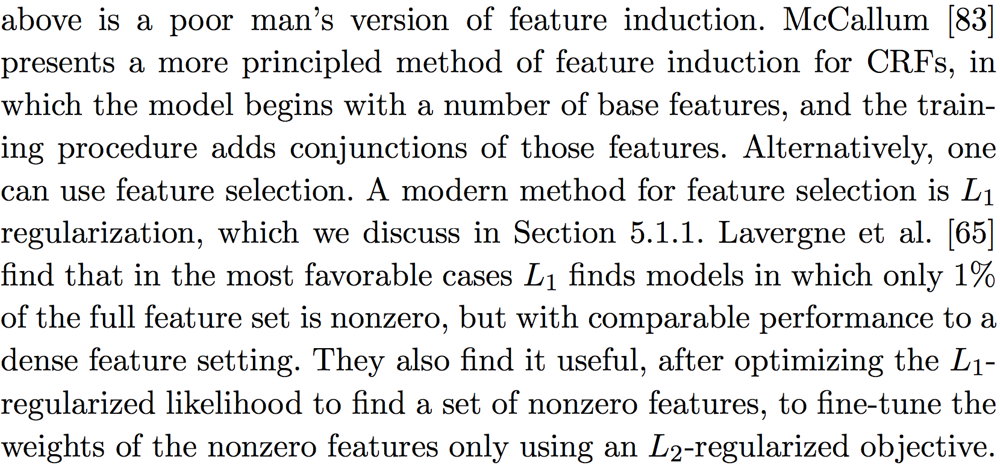 above is a poor man's version of feature induction. McCallum [83]
presents a more principled method of feature induction for CRFs, in
which the model begins with a number of base features, and the train-
ing procedure adds conjunctions of those features. Alternatively, one
can use feature selection. A modern method for feature selection is L₁
regularization, which we discuss in Section 5.1.1. Lavergne et al. [65]
find that in the most favorable cases L₁ finds models in which only 1%
of the full feature set is nonzero, but with comparable performance to a
dense feature setting. They also find it useful, after optimizing the L₁-
regularized likelihood to find a set of nonzero features, to fine-tune the
weights of the nonzero features only using an L₂-regularized objective.